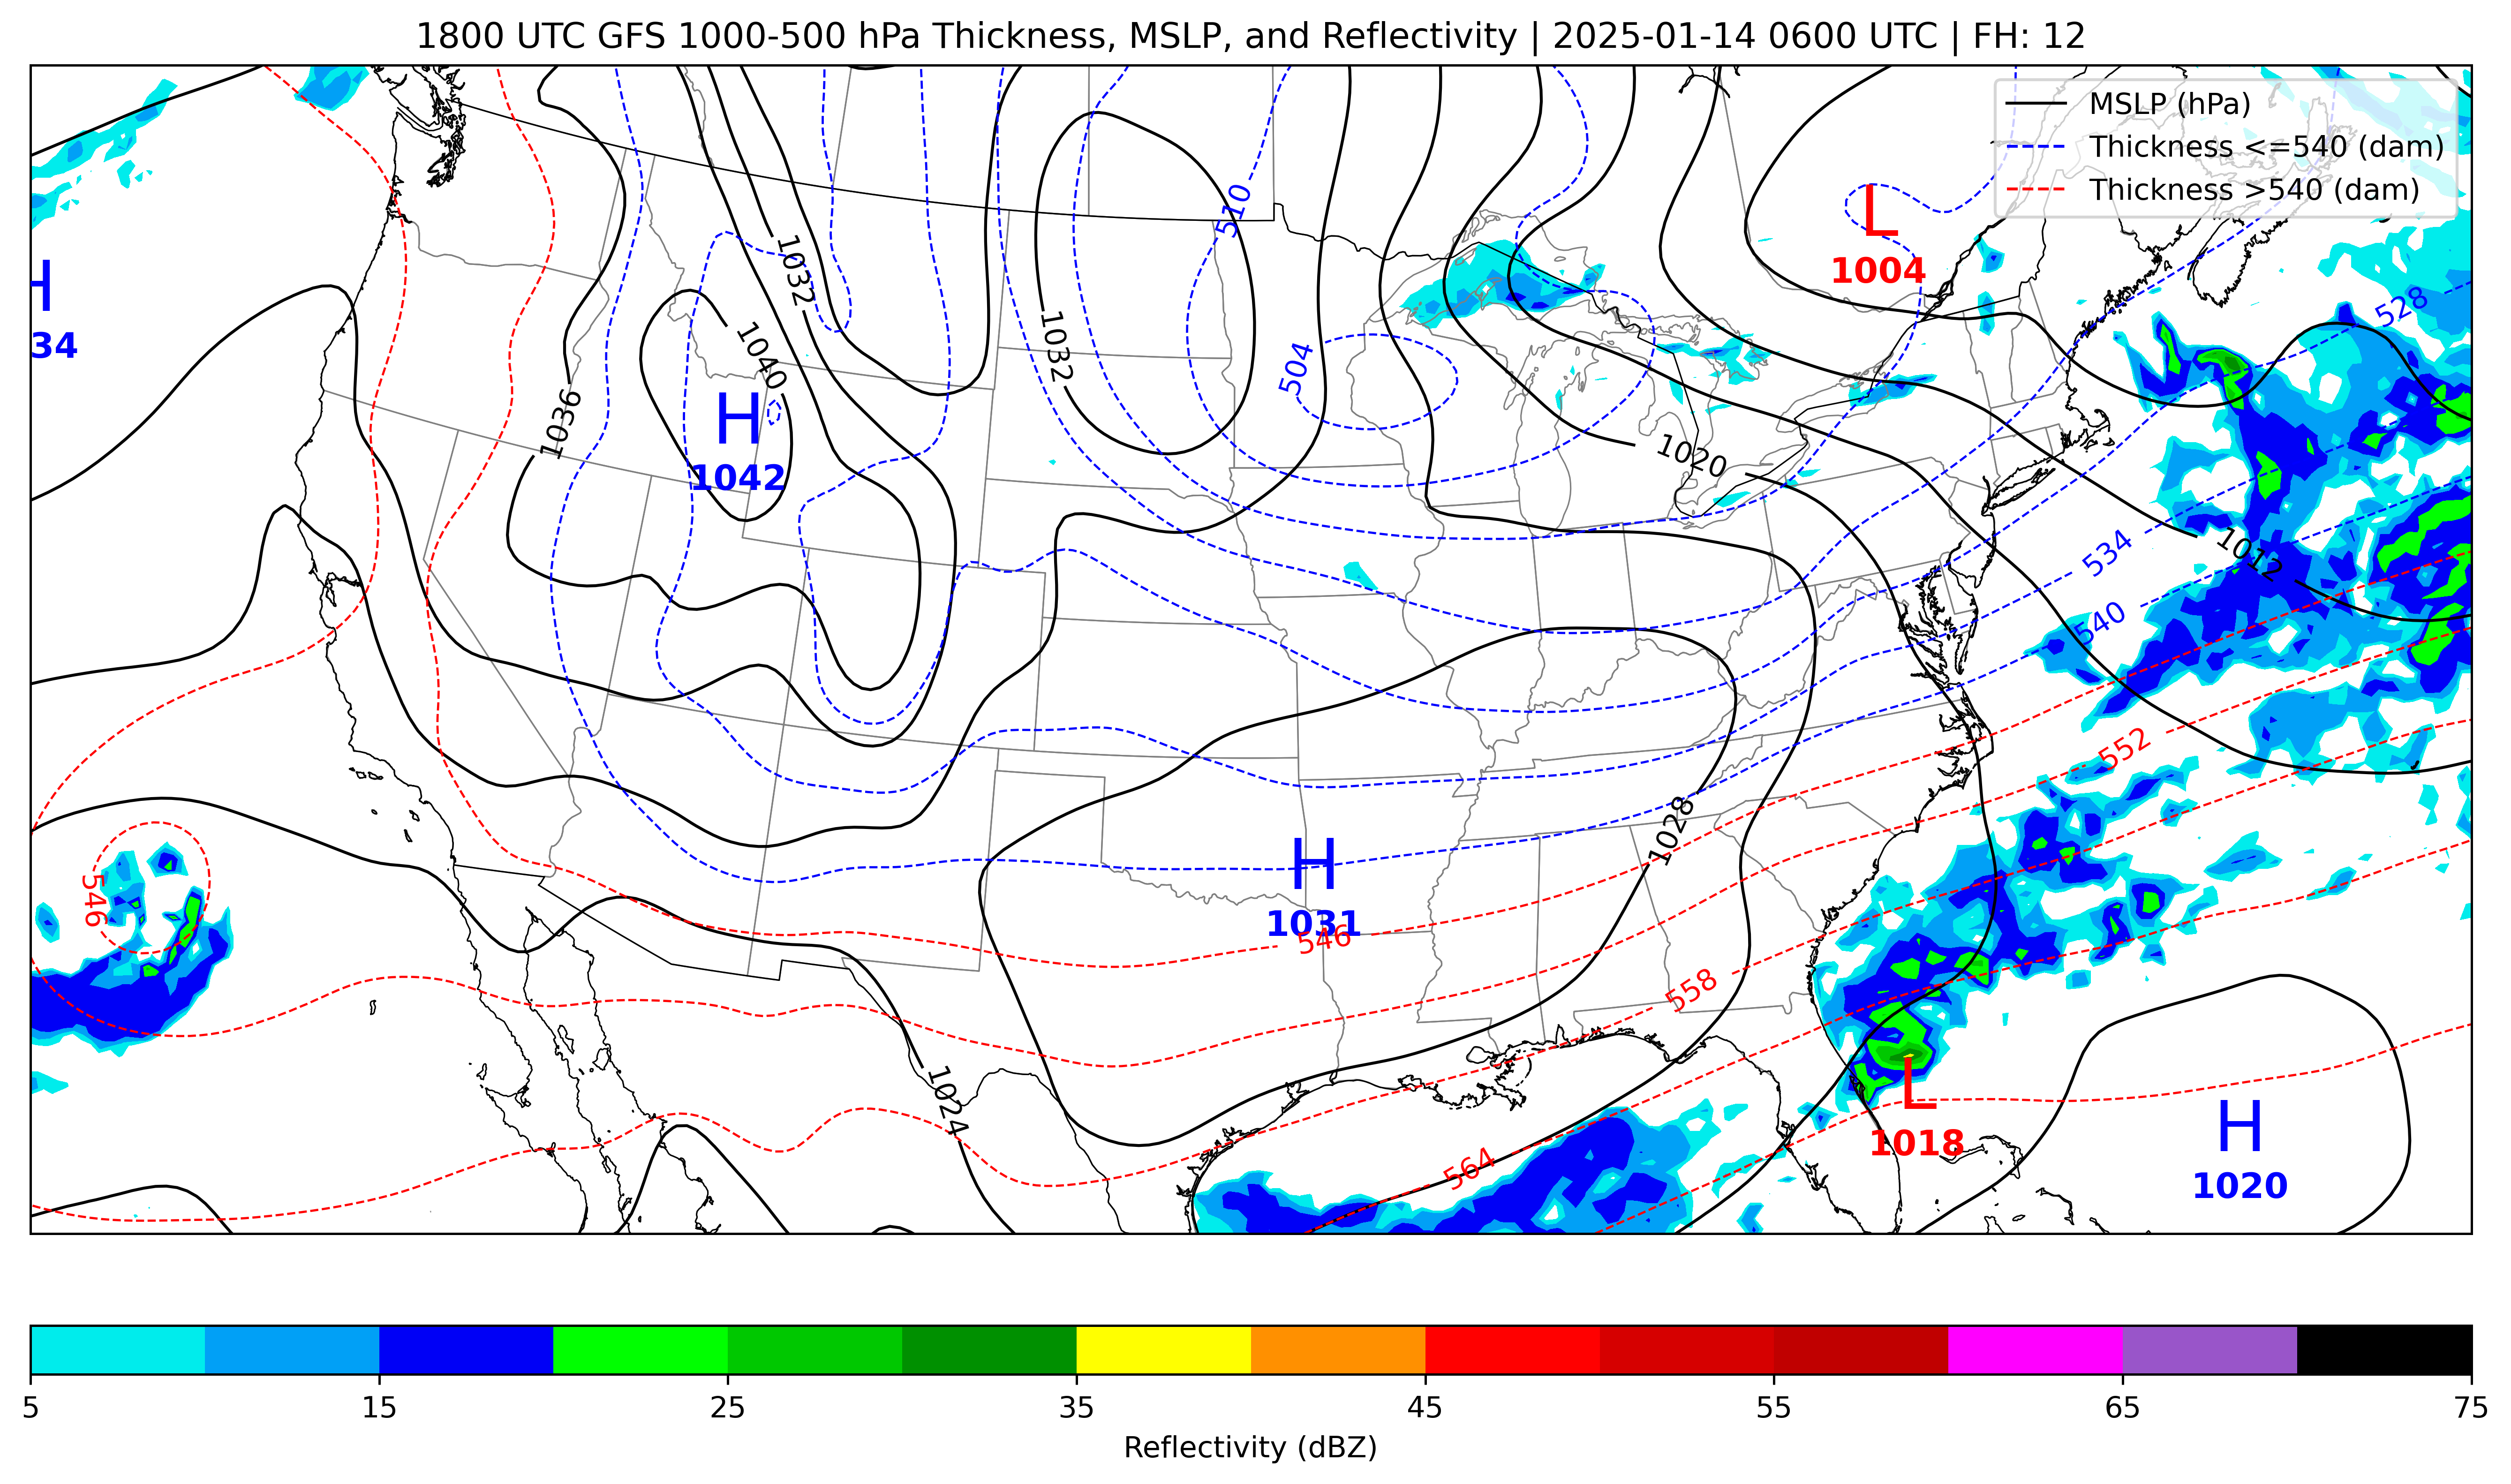 1800 UTC GFS 1000-500 hPa Thickness, MSLP, and Reflectivity | 2025-01-14 0600 UTC | FH: 12
MSLP (hPa)
Thickness <=540 (dam)
Thickness >540 (dam)
L
1004
510
1032
H
34
528
1032
1040
504
H
1042
1036
1020
1012
534
540
552
1028
H
1031
546
546
558
1024
L
1018
H
1020
564
5 15 25 35 45 55 65 75
Reflectivity (dBZ)